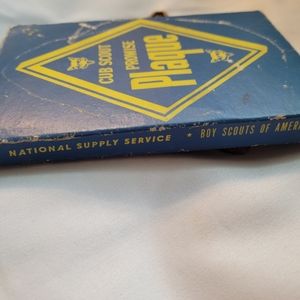 CUB SCOUT
PROMISE
Plaque
NATIONAL SUPPLY SERVICE ★ BOY SCOUTS OF AMER